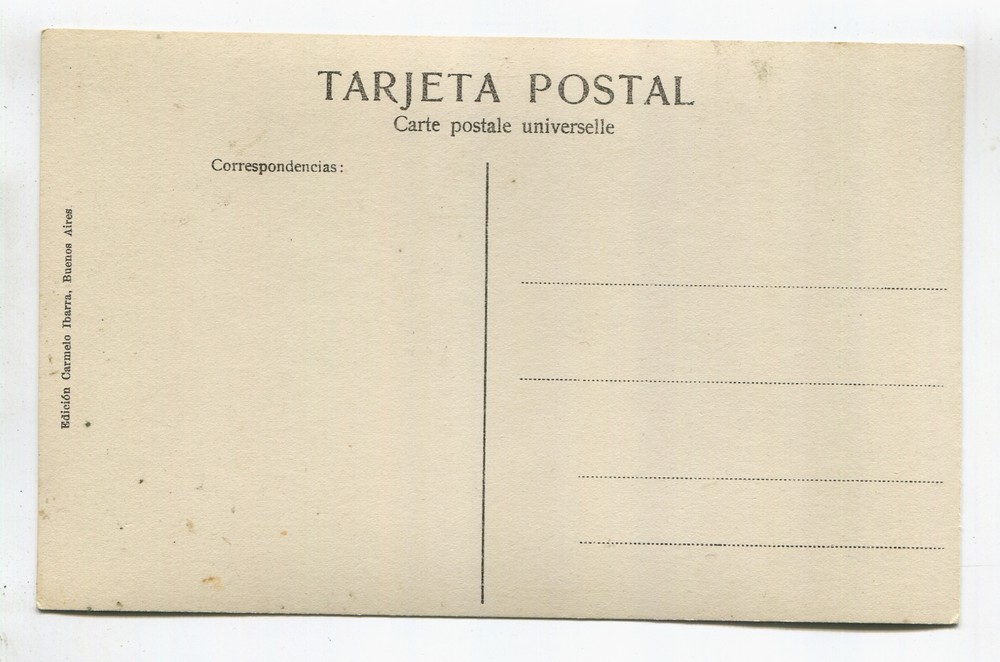 TARJETA POSTAL
Carte postale universelle
Correspondencias:
Edición Carmelo Ibarra, Buenos Aires